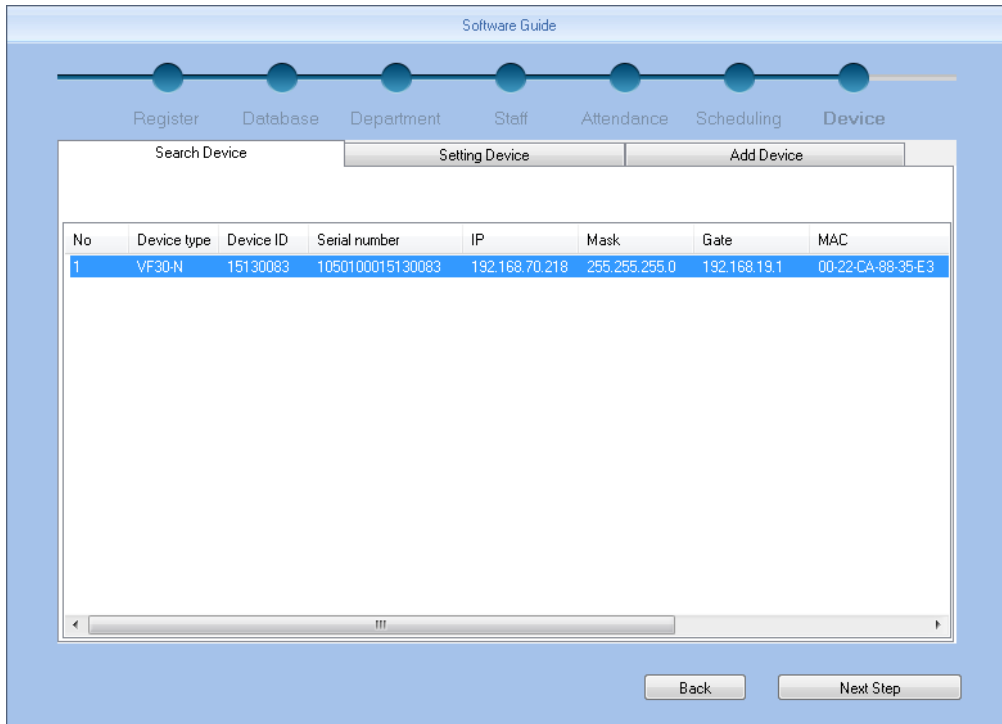 Software Guide
Register Database Department Staff Attendance Scheduling Device
Search Device Setting Device Add Device
No Device type Device ID Serial number IP Mask Gate MAC
1 VF30-N 15130083 1050100015130083 192.168.70.218 255.255.255.0 192.168.19.1 00-22-CA-88-35-E3
Back Next Step